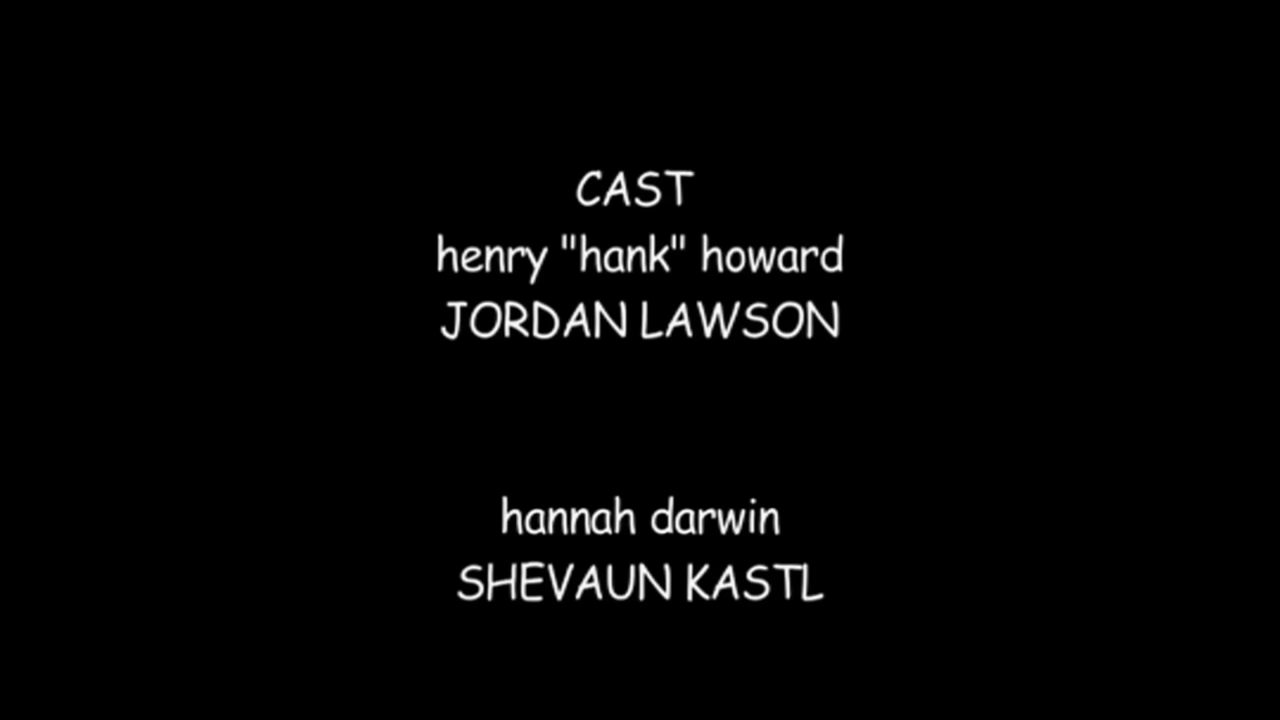 CAST
henry "hank" howard
JORDAN LAWSON
hannah darwin
SHEVAUN KASTL